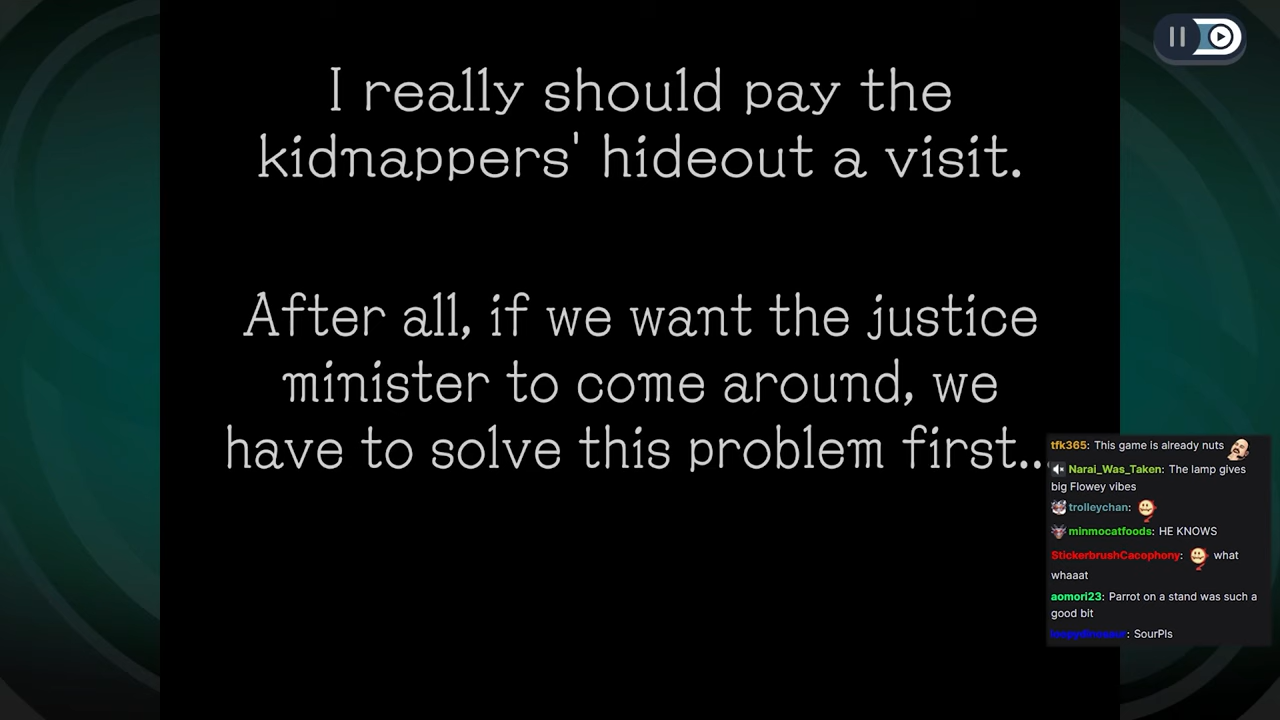 I really should pay the
kidnappers' hideout a visit.
After all, if we want the justice
minister to come around, we
have to solve this problem first...
tfk365: This game is already nuts
Narai_Was_Taken: The lamp gives
big Flowey vibes
trolleychan:
minmocatfoods: HE KNOWS
StickerbrushCacophony: what
whaaat
aomori23: Parrot on a stand was such a
good bit
: SourPls